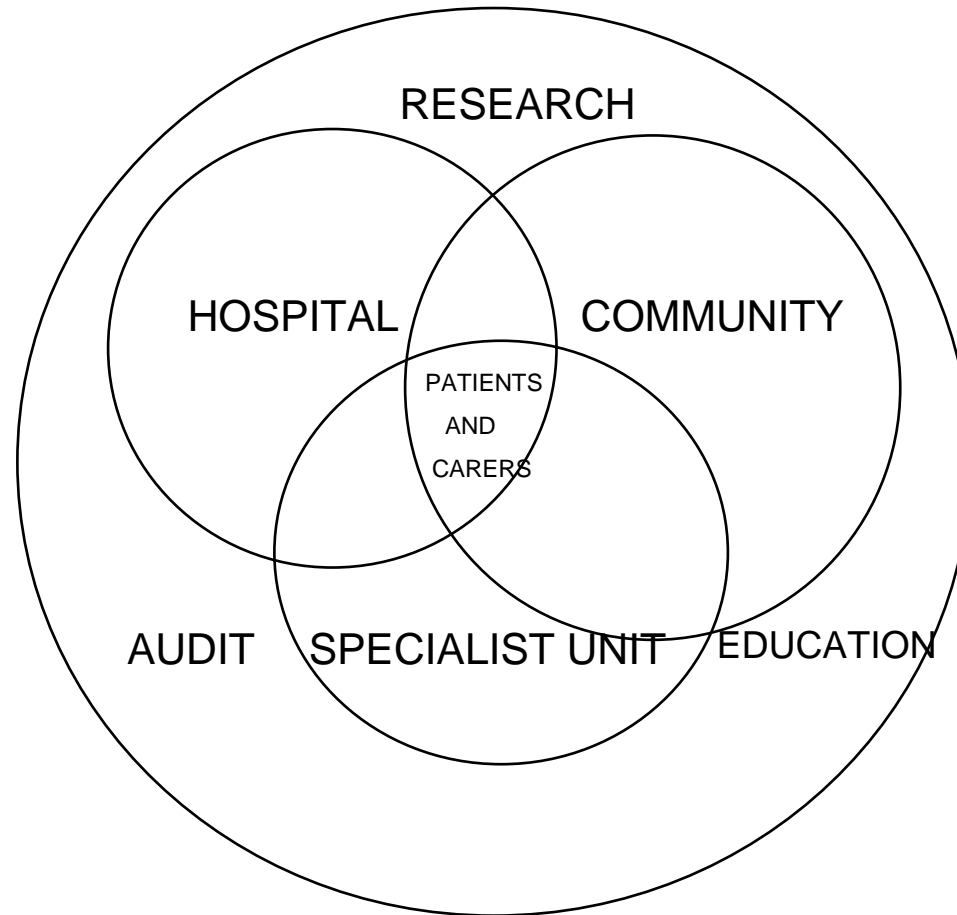 RESEARCH
HOSPITAL
COMMUNITY
PATIENTS
AND
CARERS
AUDIT
SPECIALIST UNIT
EDUCATION